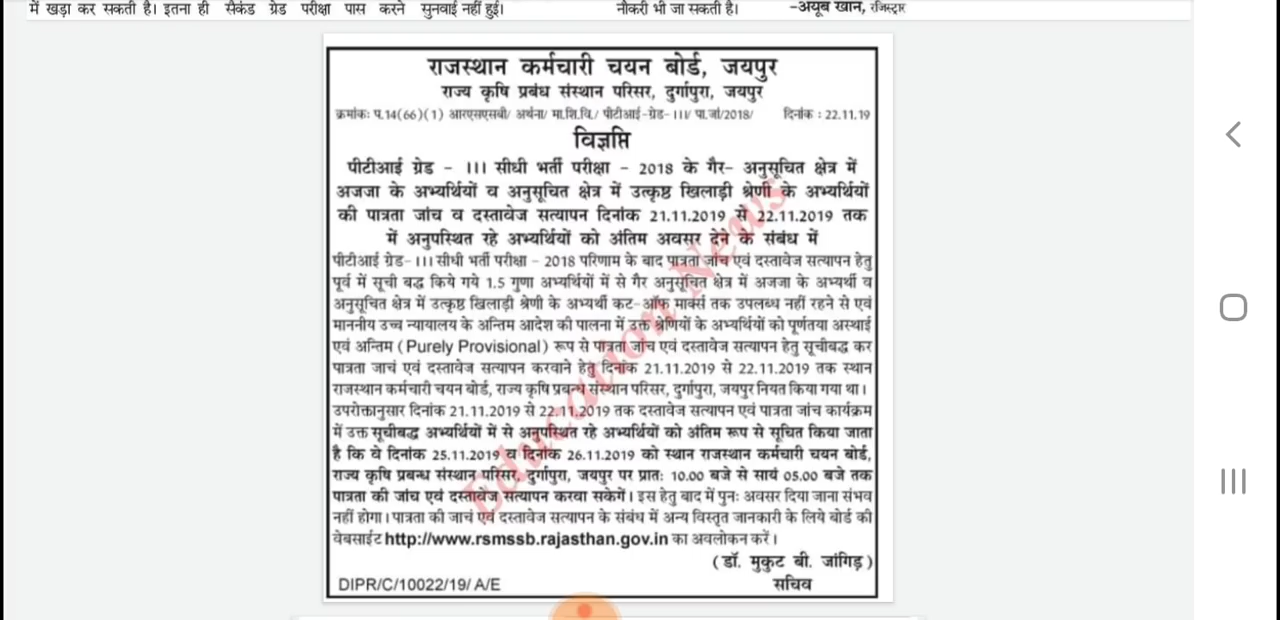 में खड़ा कर सकती है। इतना ही सैकंड ग्रेड परीक्षा पास करने सुनवाई नहीं हुई। नौकरी भी जा सकती है। -अयूब खान, रजिस्ट्रार
राजस्थान कर्मचारी चयन बोर्ड, जयपुर
राज्य कृषि प्रबंध संस्थान परिसर, दुर्गापुरा, जयपुर
क्रमांकः प.14(66)(1) आरएसएसबी/ अर्थना/ मा.शि.वि./ पीटीआई-ग्रेड- III/ पा.जां/2018/ दिनांक : 22.11.19
विज्ञप्ति
पीटीआई ग्रेड - III सीधी भर्ती परीक्षा - 2018 के गैर- अनुसूचित क्षेत्र में
अजजा के अभ्यर्थियों व अनुसूचित क्षेत्र में उत्कृष्ठ खिलाड़ी श्रेणी के अभ्यर्थियों
की पात्रता जांच व दस्तावेज सत्यापन दिनांक 21.11.2019 से 22.11.2019 तक
में अनुपस्थित रहे अभ्यर्थियों को अंतिम अवसर देने के संबंध में
पीटीआई ग्रेड- III सीधी भर्ती परीक्षा - 2018 परिणाम के बाद पात्रता जांच एवं दस्तावेज सत्यापन हेतु
पूर्व में सूची बद्ध किये गये 1.5 गुणा अभ्यर्थियों में से गैर अनुसूचित क्षेत्र में अजजा के अभ्यर्थी व
अनुसूचित क्षेत्र में उत्कृष्ठ खिलाड़ी श्रेणी के अभ्यर्थी कट-ऑफ मार्क्स तक उपलब्ध नहीं रहने से एवं
माननीय उच्च न्यायालय के अन्तिम आदेश की पालना में उक्त श्रेणियों के अभ्यर्थियों को पूर्णतया अस्थाई
एवं अन्तिम (Purely Provisional) रूप से पात्रता जांच एवं दस्तावेज सत्यापन हेतु सूचीबद्ध कर
पात्रता जाचं एवं दस्तावेज सत्यापन करवाने हेतु दिनांक 21.11.2019 से 22.11.2019 तक स्थान
राजस्थान कर्मचारी चयन बोर्ड, राज्य कृषि प्रबन्ध संस्थान परिसर, दुर्गापुरा, जयपुर नियत किया गया था।
उपरोक्तानुसार दिनांक 21.11.2019 से 22.11.2019 तक दस्तावेज सत्यापन एवं पात्रता जांच कार्यक्रम
में उक्त सूचीबद्ध अभ्यर्थियों में से अनुपस्थित रहे अभ्यर्थियों को अंतिम रूप से सूचित किया जाता
है कि वे दिनांक 25.11.2019 व दिनांक 26.11.2019 को स्थान राजस्थान कर्मचारी चयन बोर्ड,
राज्य कृषि प्रबन्ध संस्थान परिसर, दुर्गापुरा, जयपुर पर प्रातः 10.00 बजे से सायं 05.00 बजे तक
पात्रता की जांच एवं दस्तावेज सत्यापन करवा सकेगें। इस हेतु बाद में पुनः अवसर दिया जाना संभव
नहीं होगा। पात्रता की जाचं एवं दस्तावेज सत्यापन के संबंध में अन्य विस्तृत जानकारी के लिये बोर्ड की
वेबसाईट http://www.rsmssb.rajasthan.gov.in का अवलोकन करें।
(डॉ. मुकुट बी. जांगिड़)
DIPR/C/10022/19/ A/E सचिव
Education News